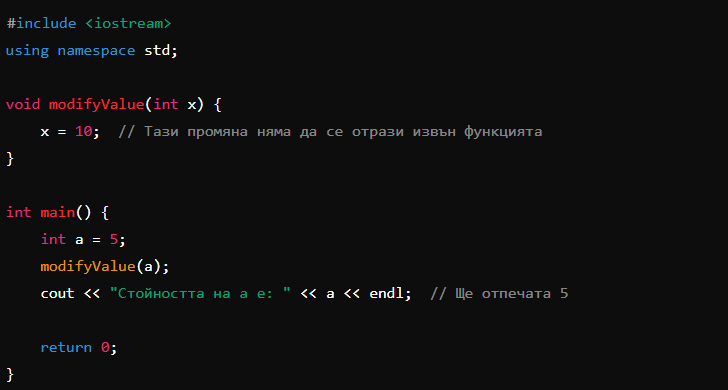 #include <iostream>
using namespace std;
void modifyValue(int x) {
    x = 10;  // Тази промяна няма да се отрази извън функцията
}
int main() {
    int a = 5;
    modifyValue(a);
    cout << "Стойността на a е: " << a << endl;  // Ще отпечата 5
    return 0;
}